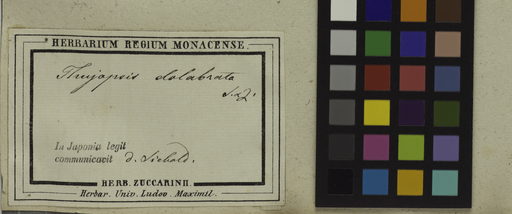 HERBARIUM REGIUM MONACENSE.
Thujopsis dolabrata
S. & Z.
In Japonia legit
communicavit d. Siebold.
HERB. ZUCCARINII
Herbar. Univ. Ludov. Maximil.